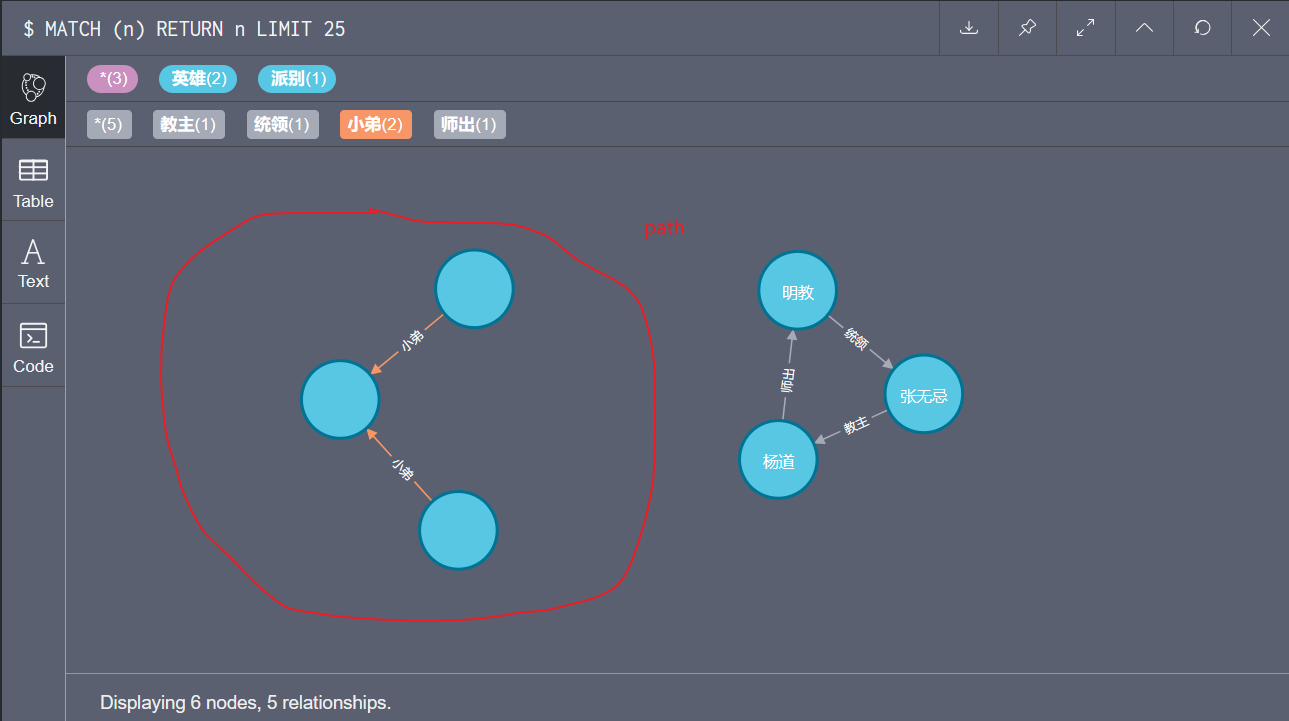 $ MATCH (n) RETURN n LIMIT 25
Graph
Table
Text
Code
*(3) 英雄(2) 派别(1)
*(5) 教主(1) 统领(1) 小弟(2) 师出(1)
path
小弟
小弟
明教
统领
张无忌
师出
教主
杨道
Displaying 6 nodes, 5 relationships.